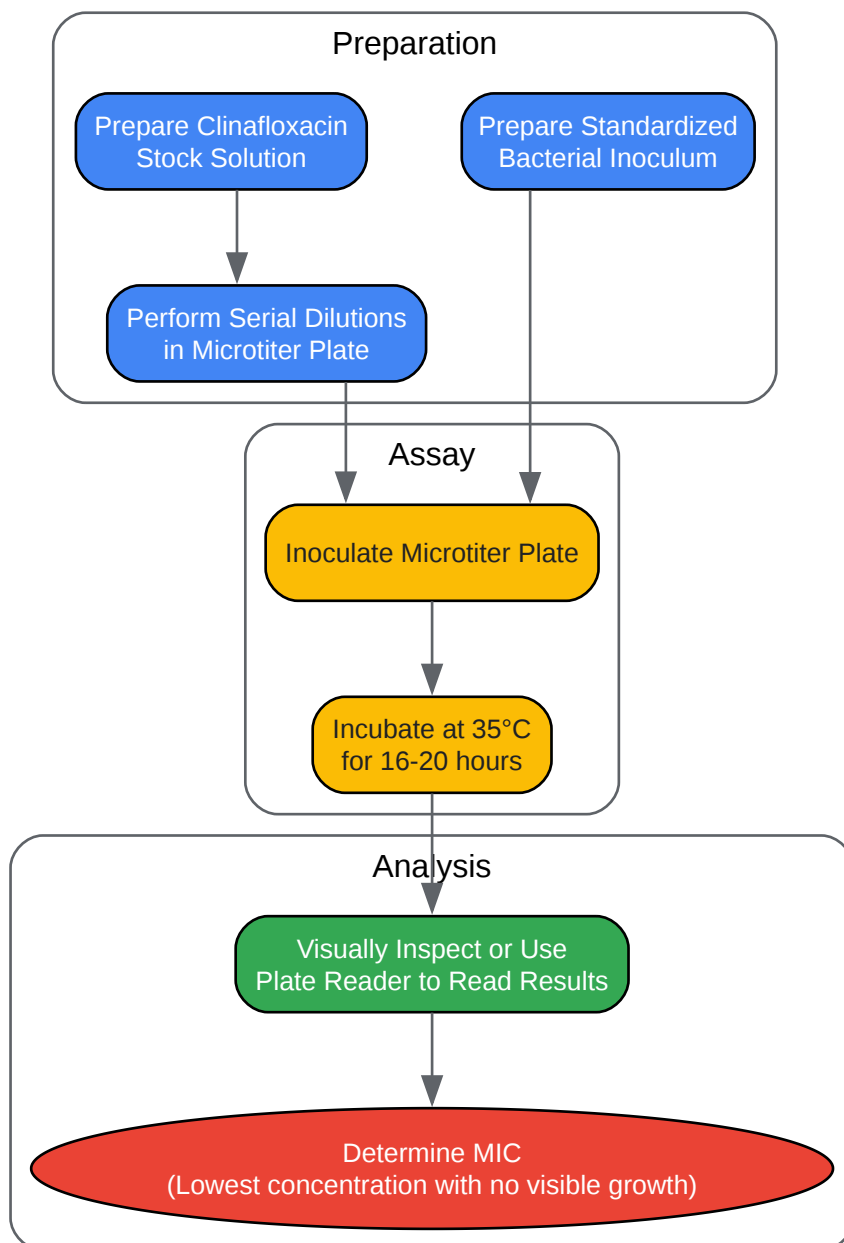 Preparation
Prepare Clinafloxacin
Stock Solution
Prepare Standardized
Bacterial Inoculum
Perform Serial Dilutions
in Microtiter Plate
Assay
Inoculate Microtiter Plate
Incubate at 35°C
for 16-20 hours
Analysis
Visually Inspect or Use
Plate Reader to Read Results
Determine MIC
(Lowest concentration with no visible growth)